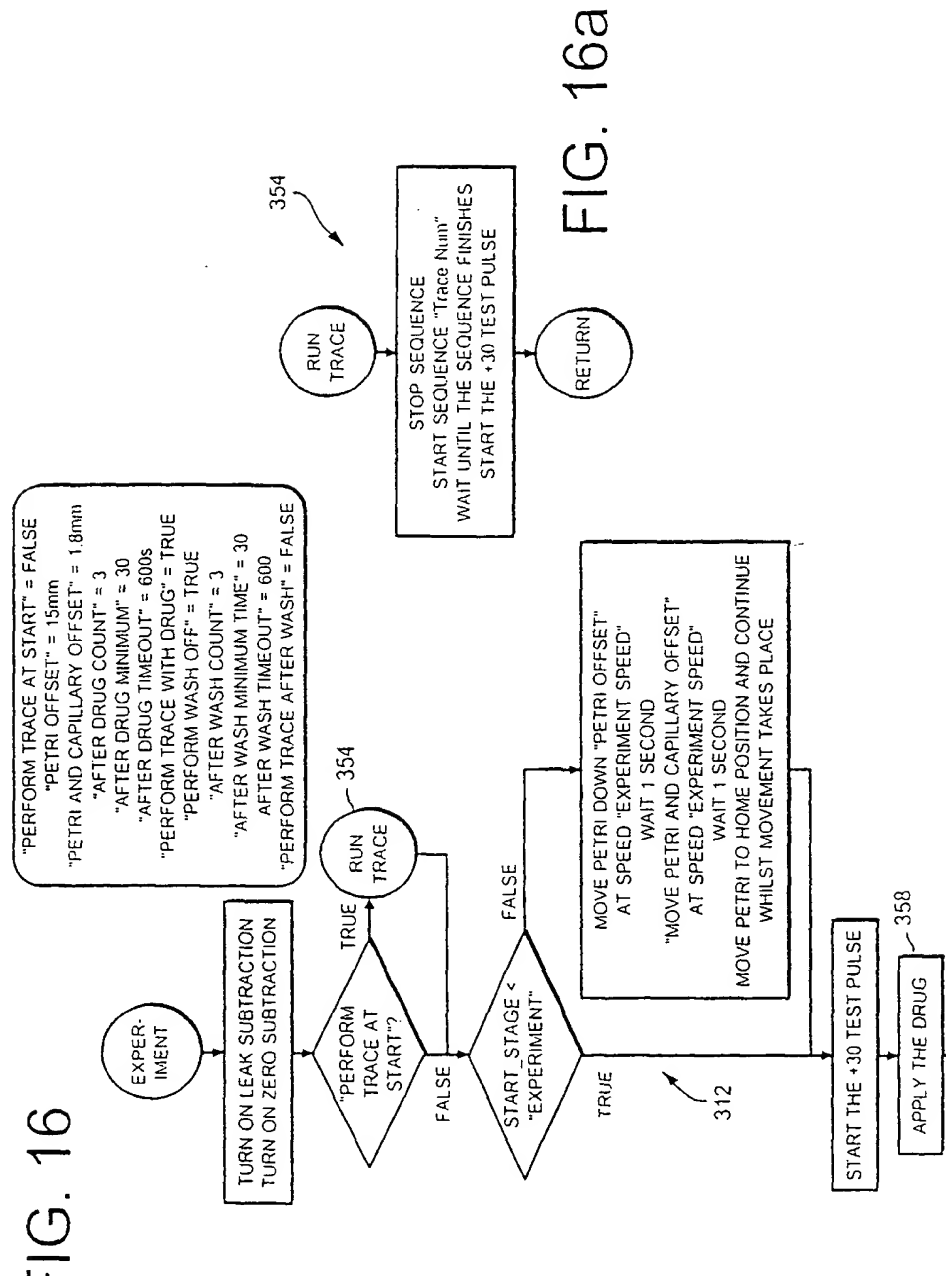 FIG. 16
EXPER-
IMENT
TURN ON LEAK SUBTRACTION
TURN ON ZERO SUBTRACTION
"PERFORM TRACE AT START" = FALSE
"PETRI OFFSET" = 15mm
"PETRI AND CAPILLARY OFFSET" = 1.8mm
"AFTER DRUG COUNT" = 3
"AFTER DRUG MINIMUM" = 30
"AFTER DRUG TIMEOUT" = 600s
"PERFORM TRACE WITH DRUG" = TRUE
"PERFORM WASH OFF" = TRUE
"AFTER WASH COUNT" = 3
"AFTER WASH MINIMUM TIME" = 30
AFTER WASH TIMEOUT" = 600
"PERFORM TRACE AFTER WASH" = FALSE
"PERFORM
TRACE AT
START"?
TRUE
FALSE
354
RUN
TRACE
START_STAGE <
"EXPERIMENT"
FALSE
TRUE
312
MOVE PETRI DOWN "PETRI OFFSET"
AT SPEED "EXPERIMENT SPEED"
WAIT 1 SECOND
"MOVE PETRI AND CAPILLARY OFFSET"
AT SPEED "EXPERIMENT SPEED"
WAIT 1 SECOND
MOVE PETRI TO HOME POSITION AND CONTINUE
WHILST MOVEMENT TAKES PLACE
START THE +30 TEST PULSE
358
APPLY THE DRUG
354
RUN
TRACE
STOP SEQUENCE
START SEQUENCE "Trace Num"
WAIT UNTIL THE SEQUENCE FINISHES
START THE +30 TEST PULSE
RETURN
FIG. 16a